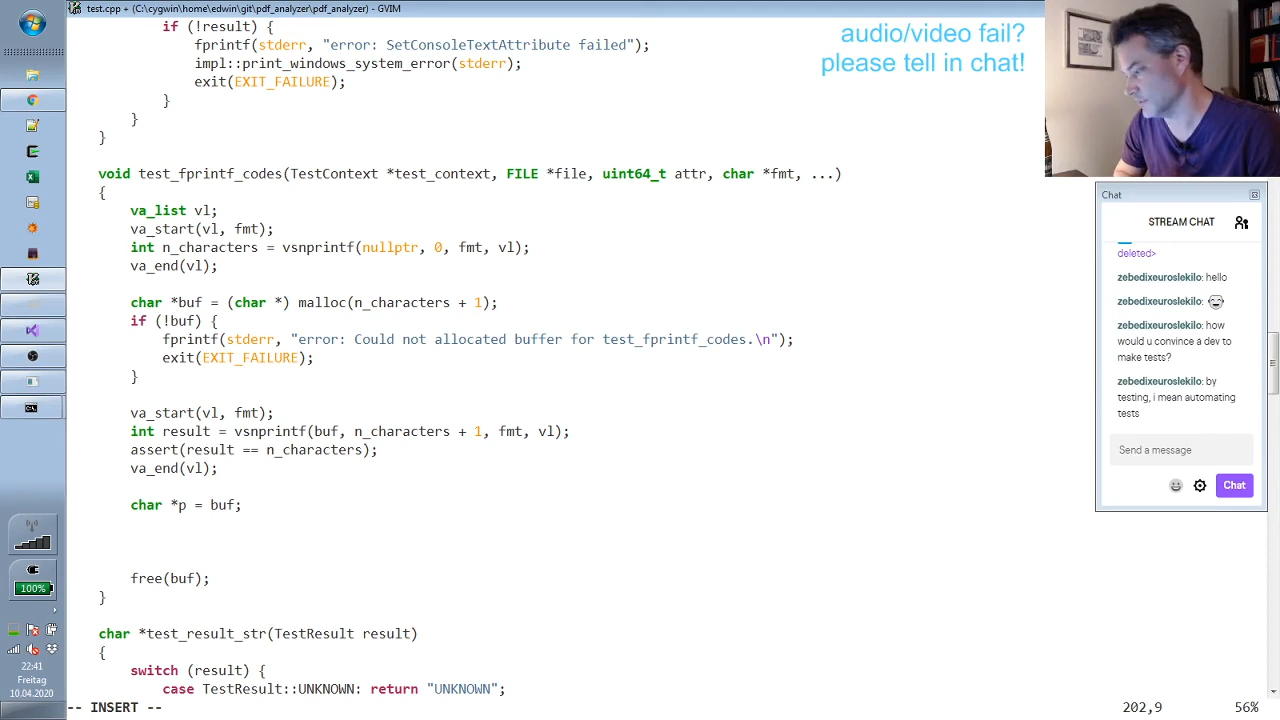 test.cpp + (C:\cygwin\home\edwin\git\pdf_analyzer\pdf_analyzer) - GVIM
if (!result) {
fprintf(stderr, "error: SetConsoleTextAttribute failed");
impl::print_windows_system_error(stderr);
exit(EXIT_FAILURE);
}
}
}
void test_fprintf_codes(TestContext *test_context, FILE *file, uint64_t attr, char *fmt, ...)
{
va_list vl;
va_start(vl, fmt);
int n_characters = vsnprintf(nullptr, 0, fmt, vl);
va_end(vl);
char *buf = (char *) malloc(n_characters + 1);
if (!buf) {
fprintf(stderr, "error: Could not allocated buffer for test_fprintf_codes.\n");
exit(EXIT_FAILURE);
}
va_start(vl, fmt);
int result = vsnprintf(buf, n_characters + 1, fmt, vl);
assert(result == n_characters);
va_end(vl);
char *p = buf;
free(buf);
}
char *test_result_str(TestResult result)
{
switch (result) {
case TestResult::UNKNOWN: return "UNKNOWN";
-- INSERT --
202,9
56%
audio/video fail?
please tell in chat!
Chat
STREAM CHAT
deleted>
zebedixeuroslekilo: hello
zebedixeuroslekilo:
zebedixeuroslekilo: how
would u convince a dev to
make tests?
zebedixeuroslekilo: by
testing, i mean automating
tests
Send a message
Chat
100%
22:41
Freitag
10.04.2020